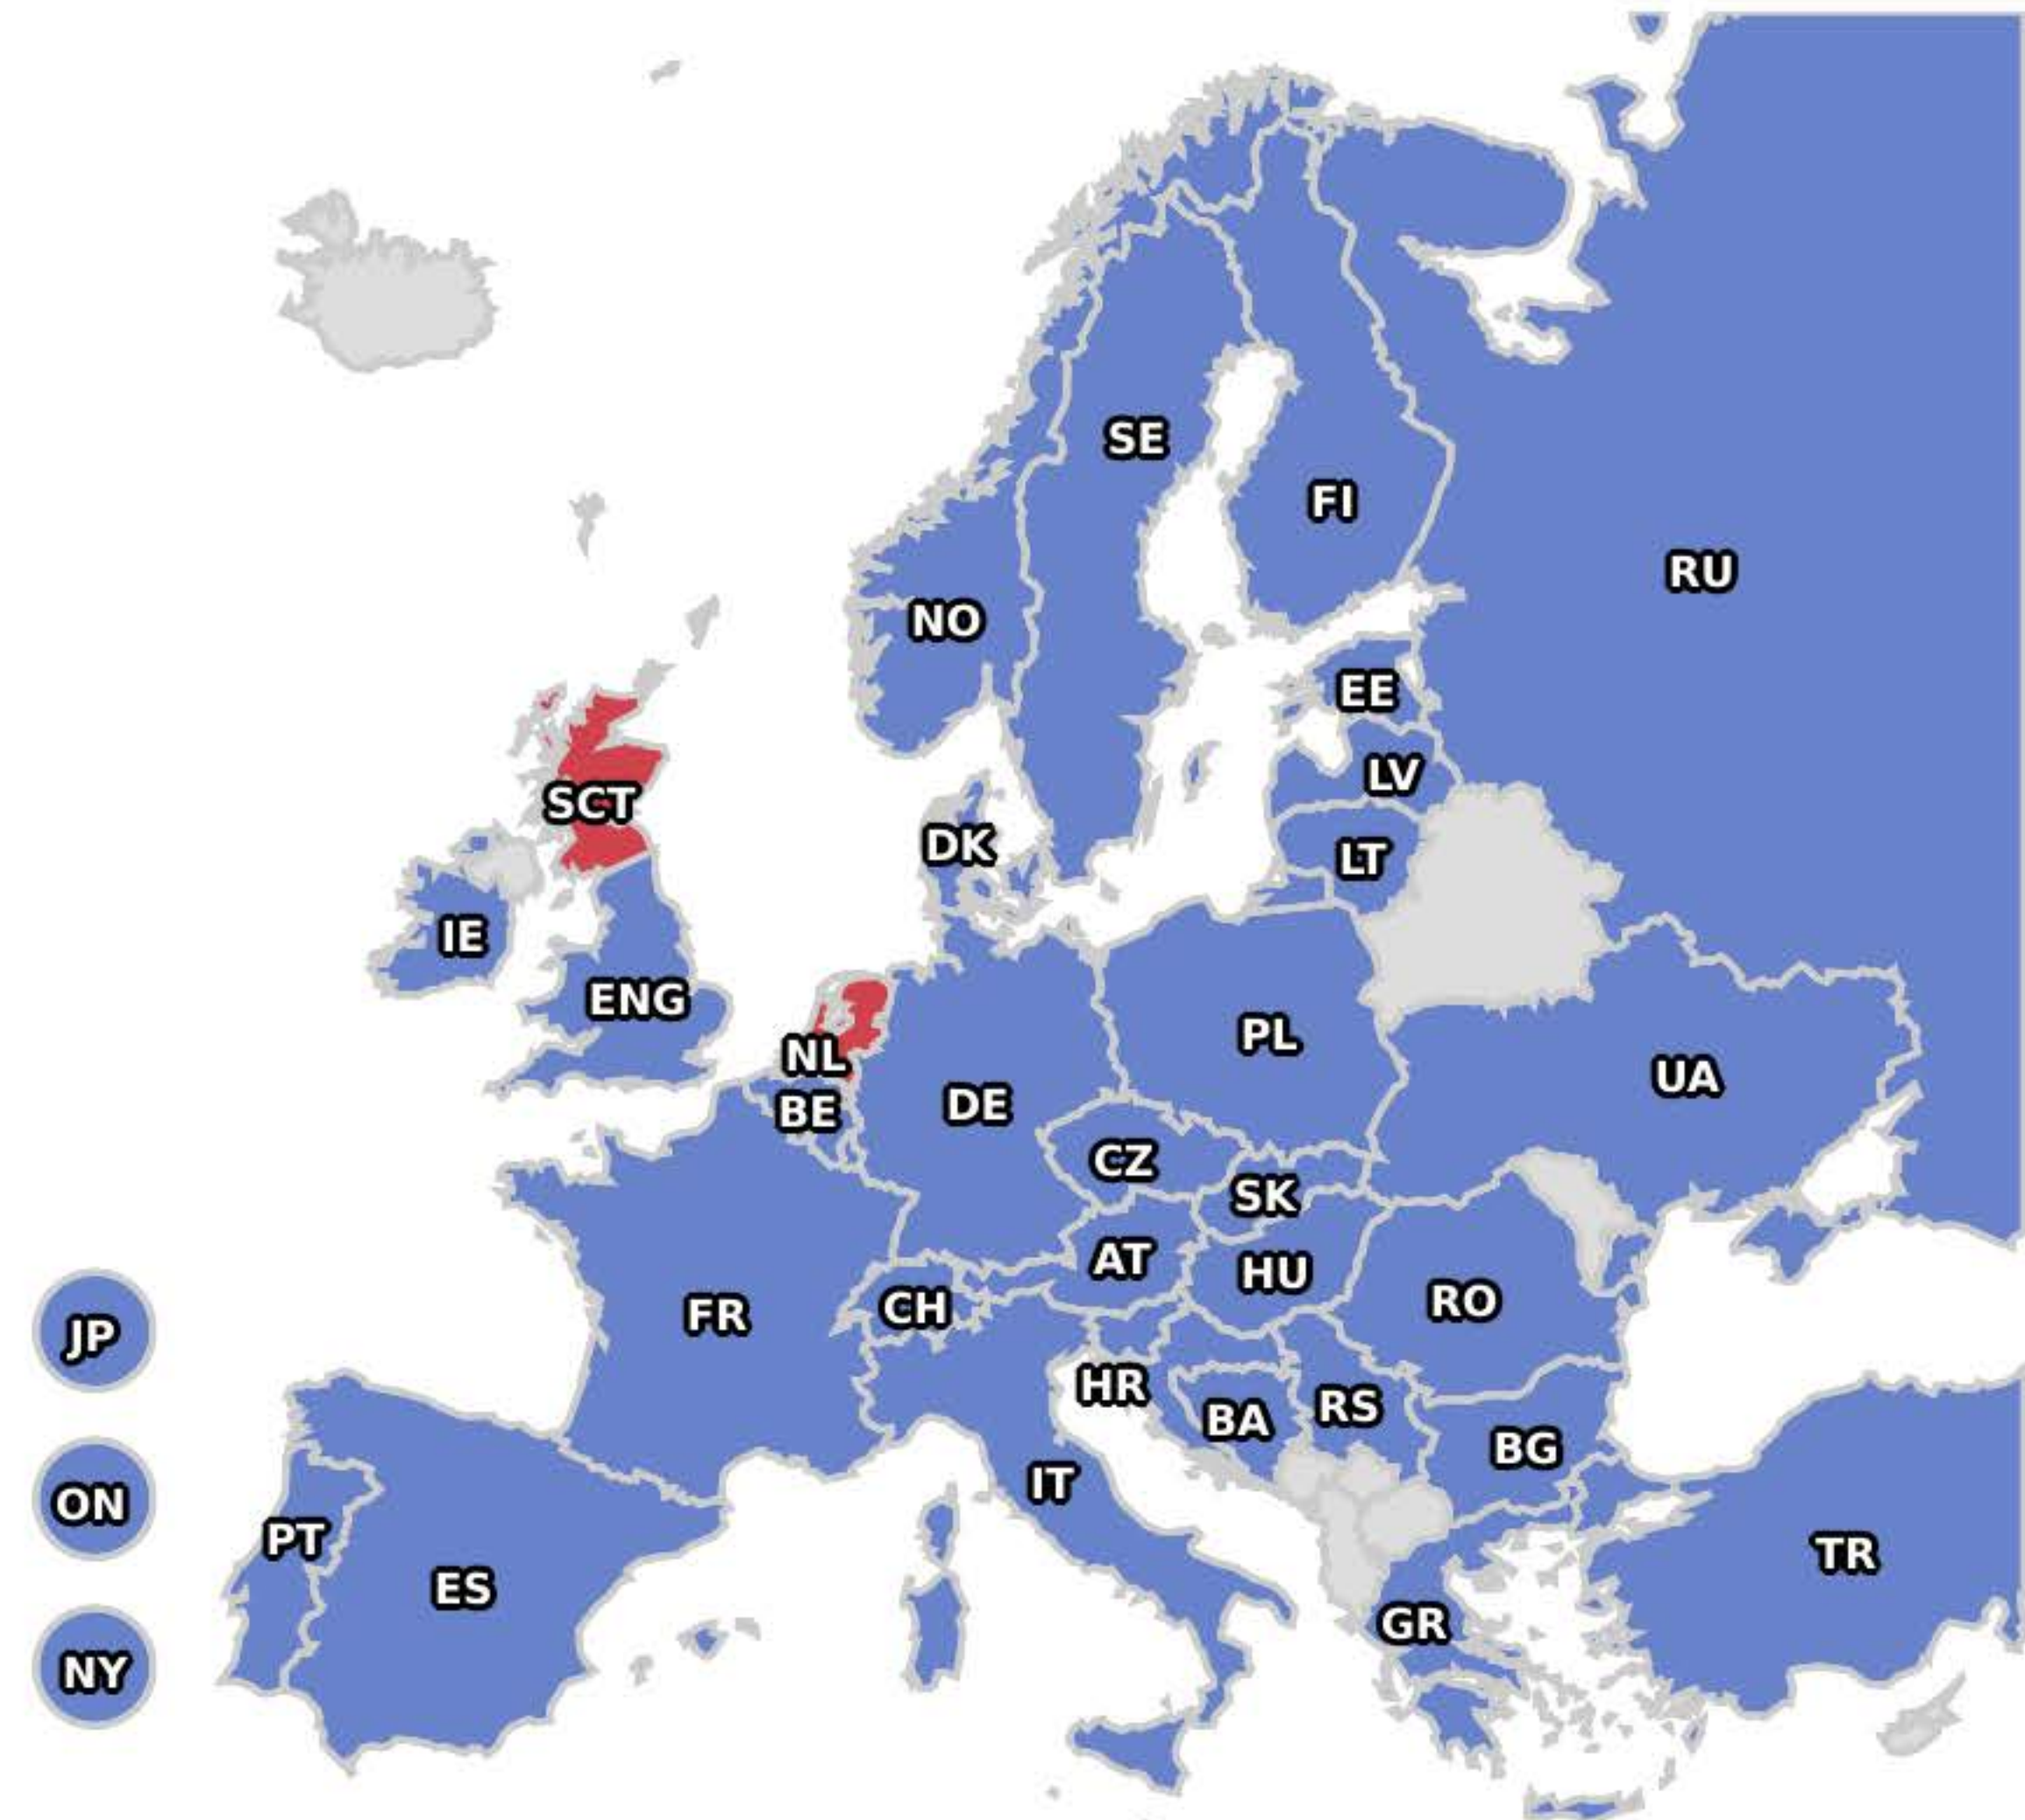 SE
FI
RU
NO
EE
LV
SCT
DK
LT
IE
ENG
PL
NL
UA
DE
BE
CZ
SK
AT
HU
RO
CH
FR
JP
HR
RS
BA
BG
IT
ON
PT
TR
ES
GR
NY